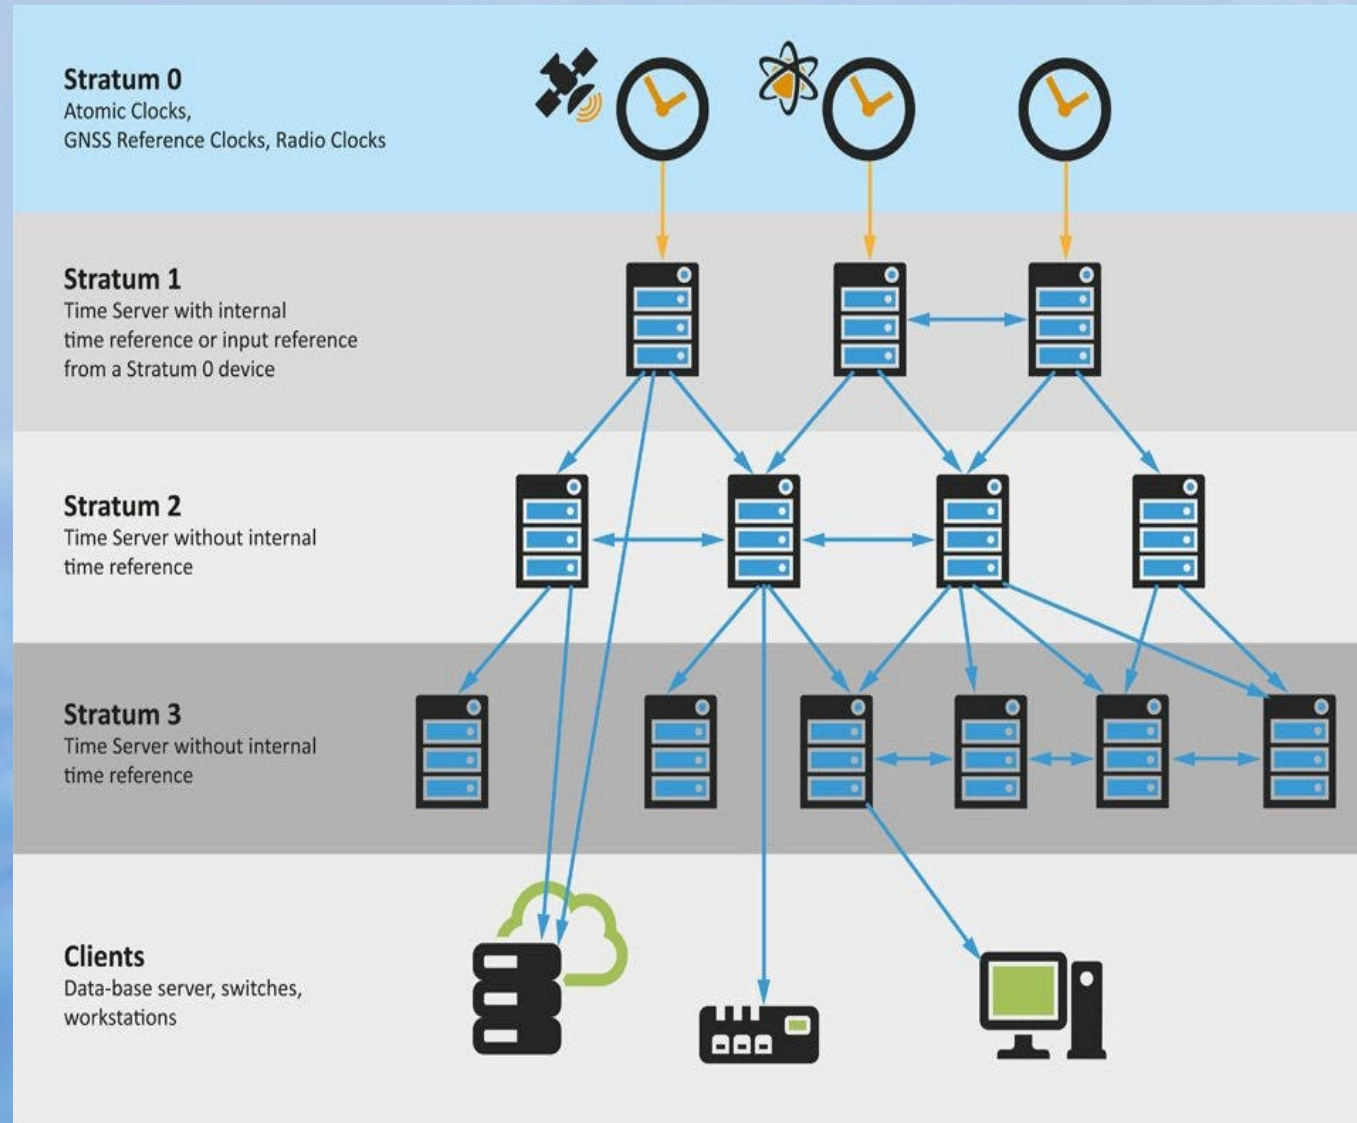 Stratum 0
Atomic Clocks,
GNSS Reference Clocks, Radio Clocks
Stratum 1
Time Server with internal
time reference or input reference
from a Stratum 0 device
Stratum 2
Time Server without internal
time reference
Stratum 3
Time Server without internal
time reference
Clients
Data-base server, switches,
workstations